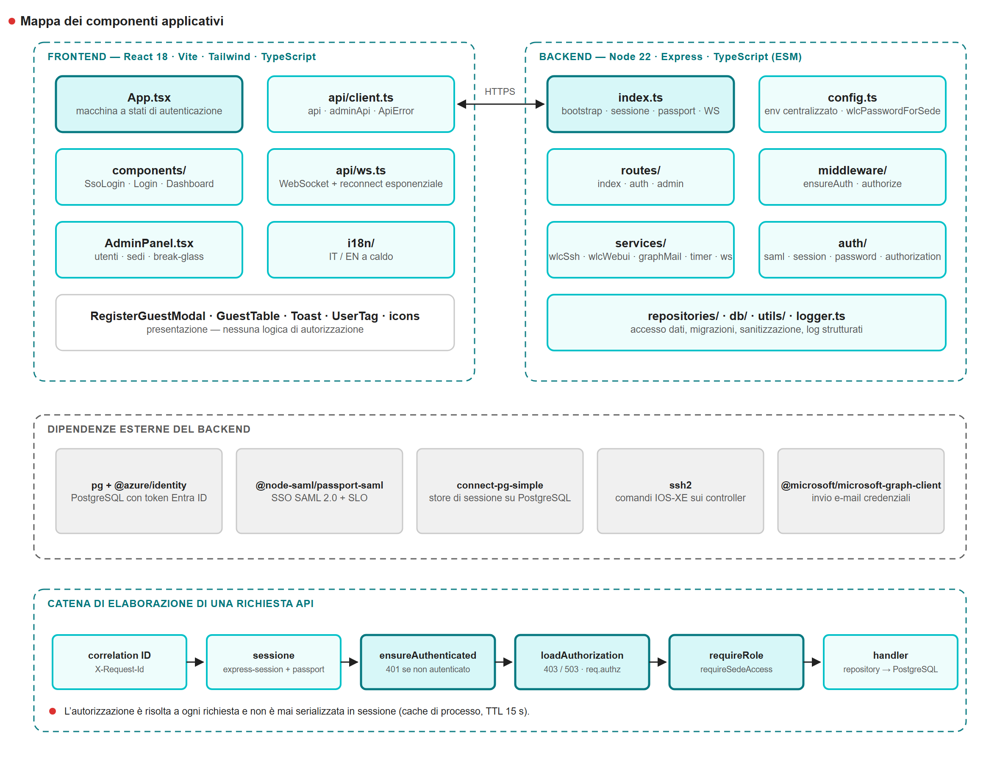 Mappa dei componenti applicativi
FRONTEND — React 18 · Vite · Tailwind · TypeScript
App.tsx
macchina a stati di autenticazione
api/client.ts
api · adminApi · ApiError
components/
SsoLogin · Login · Dashboard
api/ws.ts
WebSocket + reconnect esponenziale
AdminPanel.tsx
utenti · sedi · break-glass
i18n/
IT / EN a caldo
RegisterGuestModal · GuestTable · Toast · UserTag · icons
presentazione — nessuna logica di autorizzazione
HTTPS
BACKEND — Node 22 · Express · TypeScript (ESM)
index.ts
bootstrap · sessione · passport · WS
config.ts
env centralizzato · wlcPasswordForSede
routes/
index · auth · admin
middleware/
ensureAuth · authorize
services/
wlcSsh · wlcWebui · graphMail · timer · ws
auth/
saml · session · password · authorization
repositories/ · db/ · utils/ · logger.ts
accesso dati, migrazioni, sanitizzazione, log strutturati
DIPENDENZE ESTERNE DEL BACKEND
pg + @azure/identity
PostgreSQL con token Entra ID
@node-saml/passport-saml
SSO SAML 2.0 + SLO
connect-pg-simple
store di sessione su PostgreSQL
ssh2
comandi IOS-XE sui controller
@microsoft/microsoft-graph-client
invio e-mail credenziali
CATENA DI ELABORAZIONE DI UNA RICHIESTA API
correlation ID
X-Request-Id
sessione
express-session + passport
ensureAuthenticated
401 se non autenticato
loadAuthorization
403 / 503 · req.authz
requireRole
requireSedeAccess
handler
repository → PostgreSQL
L'autorizzazione è risolta a ogni richiesta e non è mai serializzata in sessione (cache di processo, TTL 15 s).